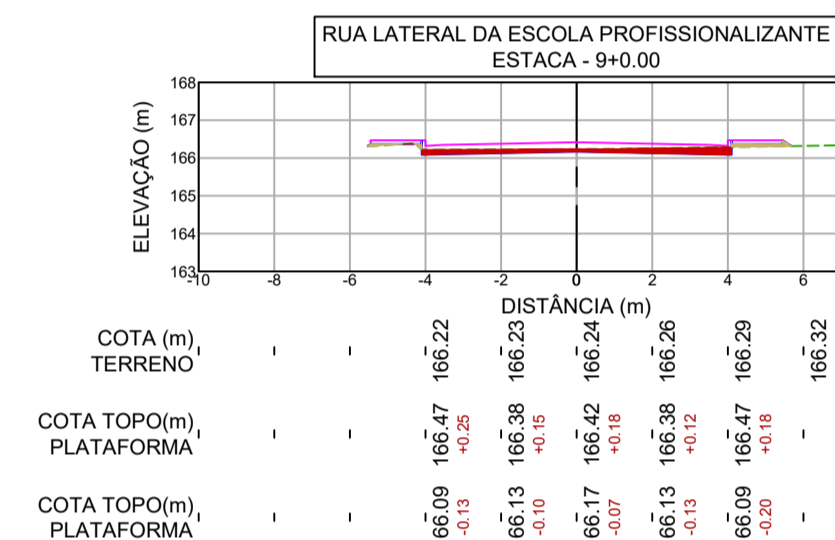 RUA LATERAL DA ESCOLA PROFISSIONALIZANTE
ESTACA - 9+0.00
ELEVAÇÃO (m)
168
167
166
165
164
163
-10 -8 -6 -4 -2 0 2 4 6
DISTÂNCIA (m)
COTA (m)
TERRENO
166.22 166.23 166.24 166.26 166.29 166.32
COTA TOPO(m)
PLATAFORMA
166.47 +0.25 166.38 +0.15 166.42 +0.18 166.38 +0.12 166.47 +0.18
COTA TOPO(m)
PLATAFORMA
66.09 -0.13 66.13 -0.10 66.17 -0.07 66.13 -0.13 66.09 -0.20